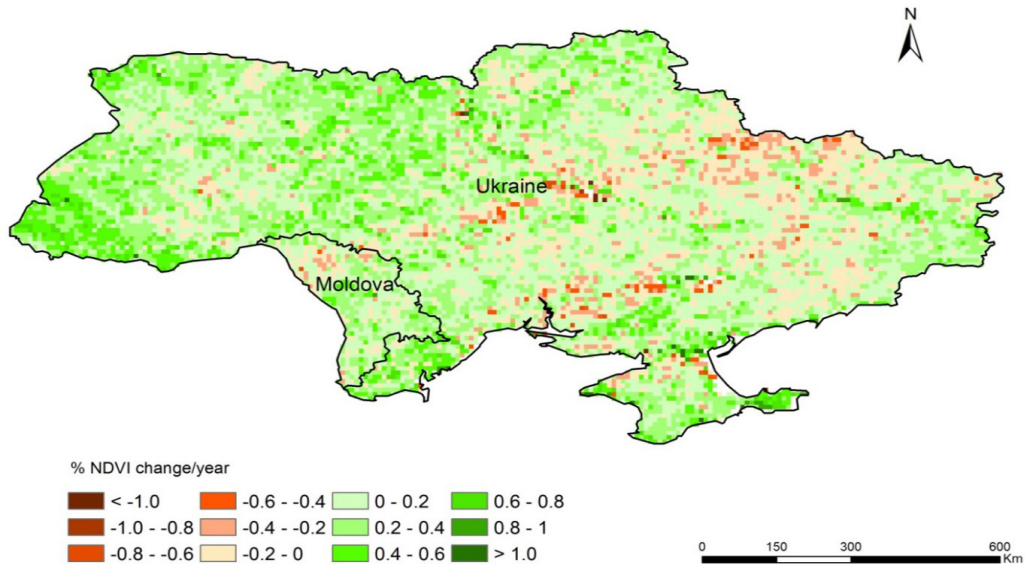 N
Ukraine
Moldova
% NDVI change/year
< -1.0 -0.6 - -0.4 0 - 0.2 0.6 - 0.8
-1.0 - -0.8 -0.4 - -0.2 0.2 - 0.4 0.8 - 1
-0.8 - -0.6 -0.2 - 0 0.4 - 0.6 > 1.0
0 150 300 600
Km